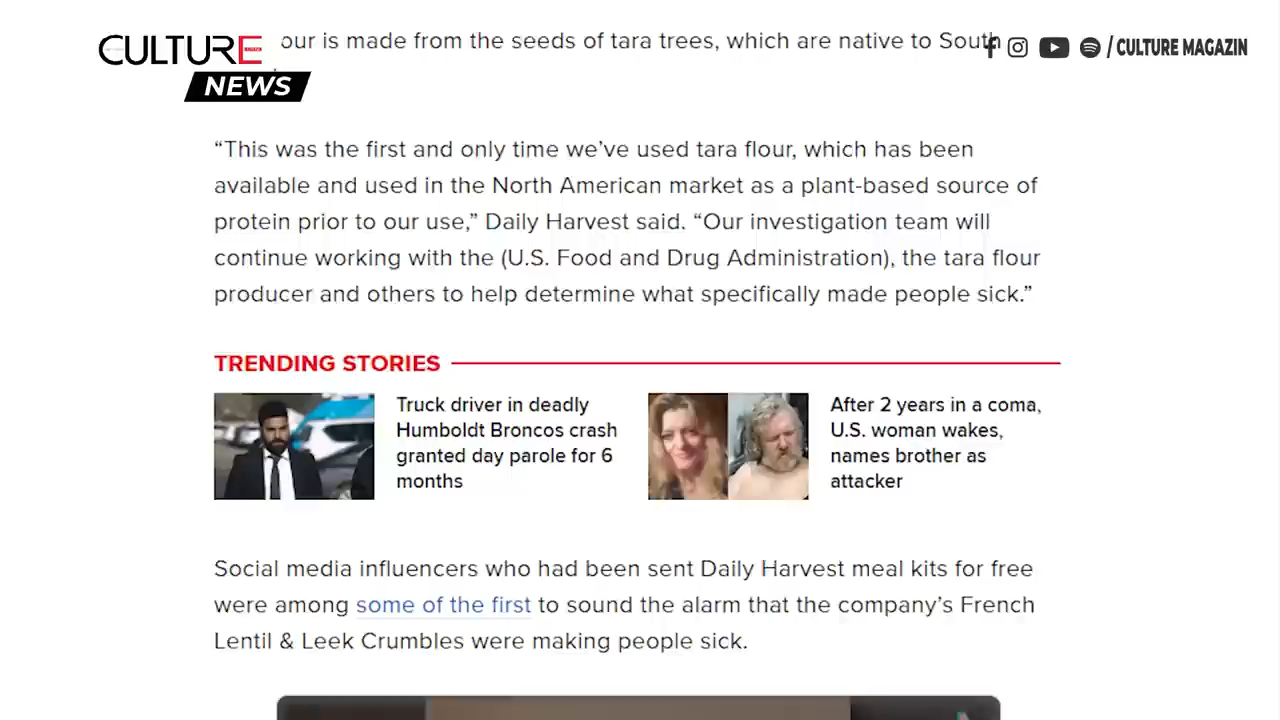 CULTURE
NEWS
our is made from the seeds of tara trees, which are native to South
/ CULTURE MAGAZIN
“This was the first and only time we’ve used tara flour, which has been
available and used in the North American market as a plant-based source of
protein prior to our use,” Daily Harvest said. “Our investigation team will
continue working with the (U.S. Food and Drug Administration), the tara flour
producer and others to help determine what specifically made people sick.”
TRENDING STORIES
Truck driver in deadly
Humboldt Broncos crash
granted day parole for 6
months
After 2 years in a coma,
U.S. woman wakes,
names brother as
attacker
Social media influencers who had been sent Daily Harvest meal kits for free
were among some of the first to sound the alarm that the company’s French
Lentil & Leek Crumbles were making people sick.